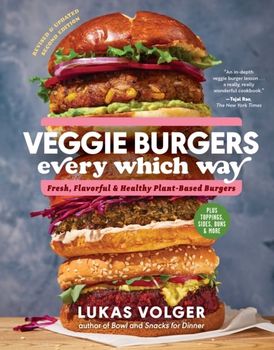 REVISED & UPDATED
SECOND EDITION
"An in-depth
veggie burger lesson . . .
a really, really
wonderful cookbook."
—Tejal Rao,
The New York Times
VEGGIE BURGERS
every which way
Fresh, Flavorful & Healthy Plant-Based Burgers
PLUS
TOPPINGS,
SIDES, BUNS
& MORE
LUKAS VOLGER
author of Bowl and Snacks for Dinner